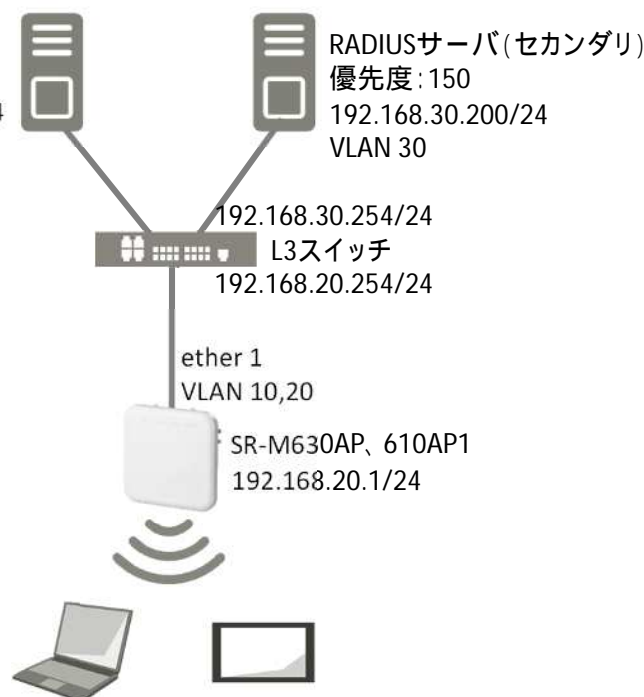 4
RADIUSサーバ(セカンダリ)
優先度:150
192.168.30.200/24
VLAN 30
192.168.30.254/24
L3スイッチ
192.168.20.254/24
ether 1
VLAN 10,20
SR-M630AP、610AP1
192.168.20.1/24